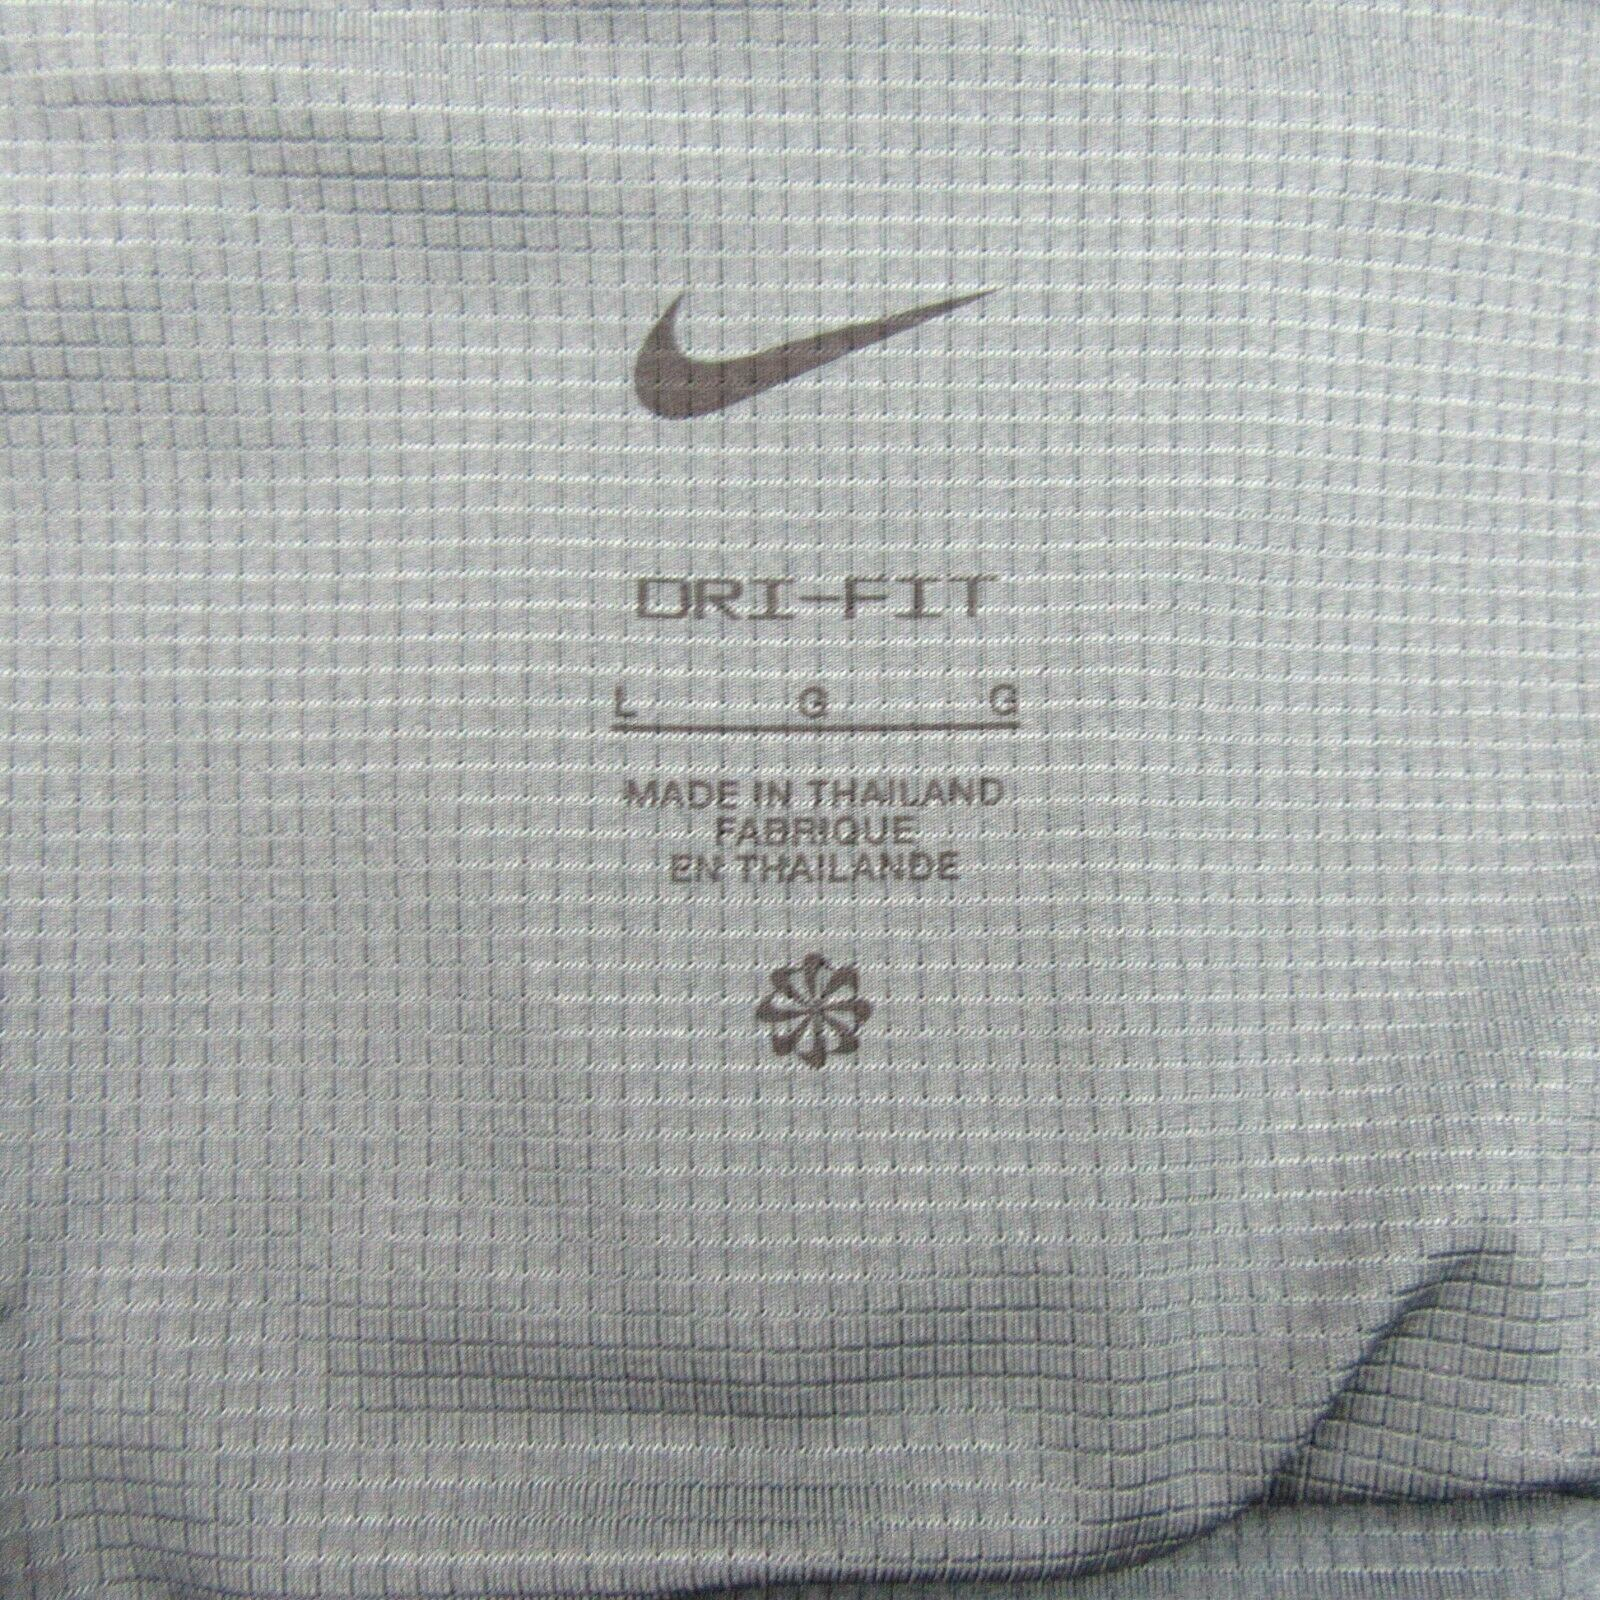 DRI-FIT
L G G
MADE IN THAILAND
FABRIQUE
EN THAILANDE